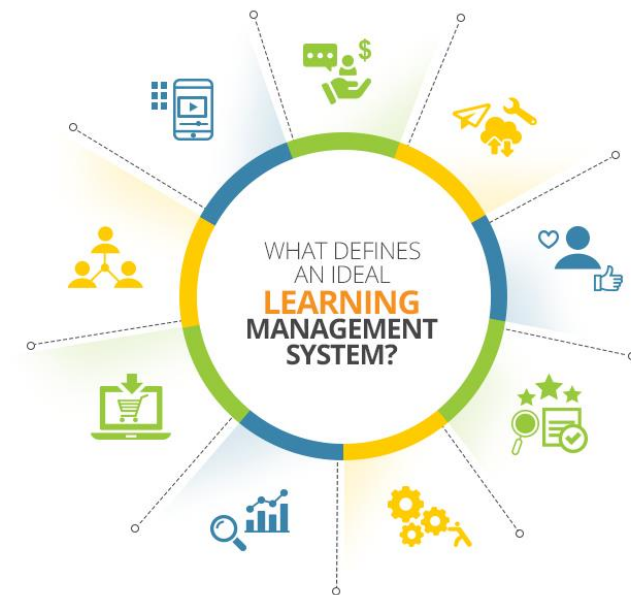 $
WHAT DEFINES
AN IDEAL
LEARNING
MANAGEMENT
SYSTEM?